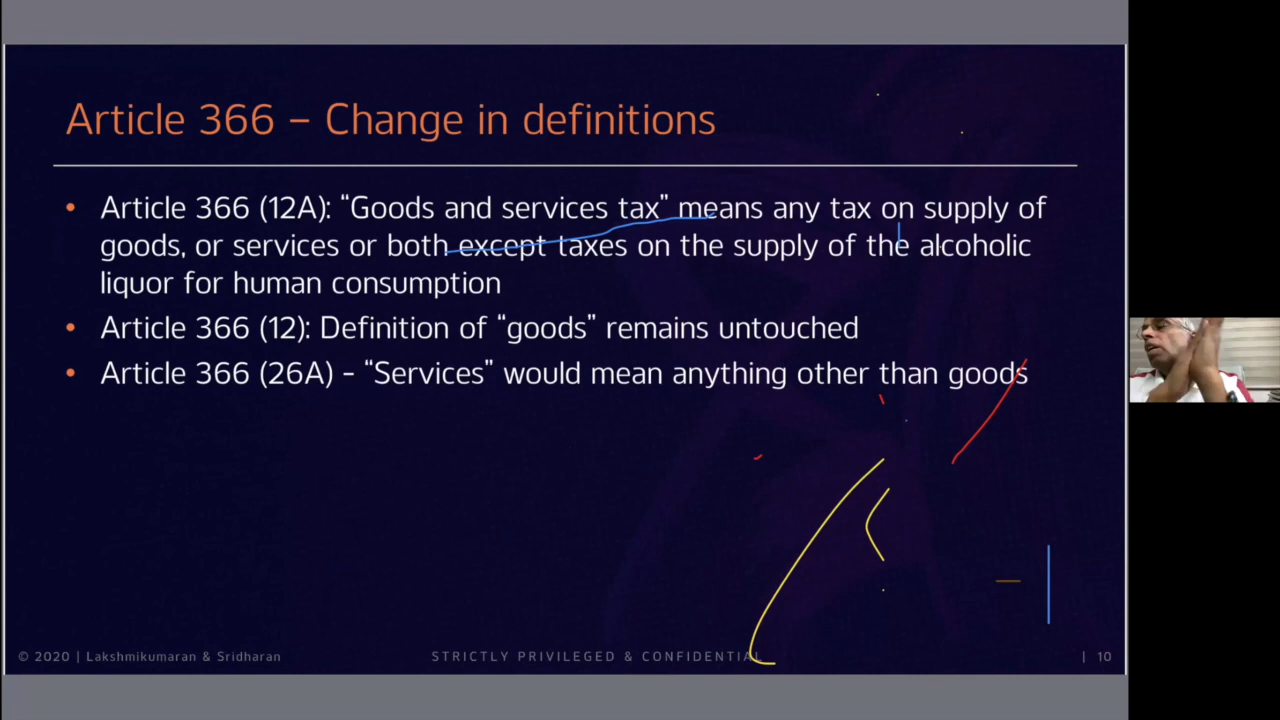 Article 366 – Change in definitions
• Article 366 (12A): “Goods and services tax” means any tax on supply of
goods, or services or both except taxes on the supply of the alcoholic
liquor for human consumption
• Article 366 (12): Definition of “goods” remains untouched
• Article 366 (26A) – “Services” would mean anything other than goods
© 2020 | Lakshmikumaran & Sridharan
STRICTLY PRIVILEGED & CONFIDENTIAL
| 10